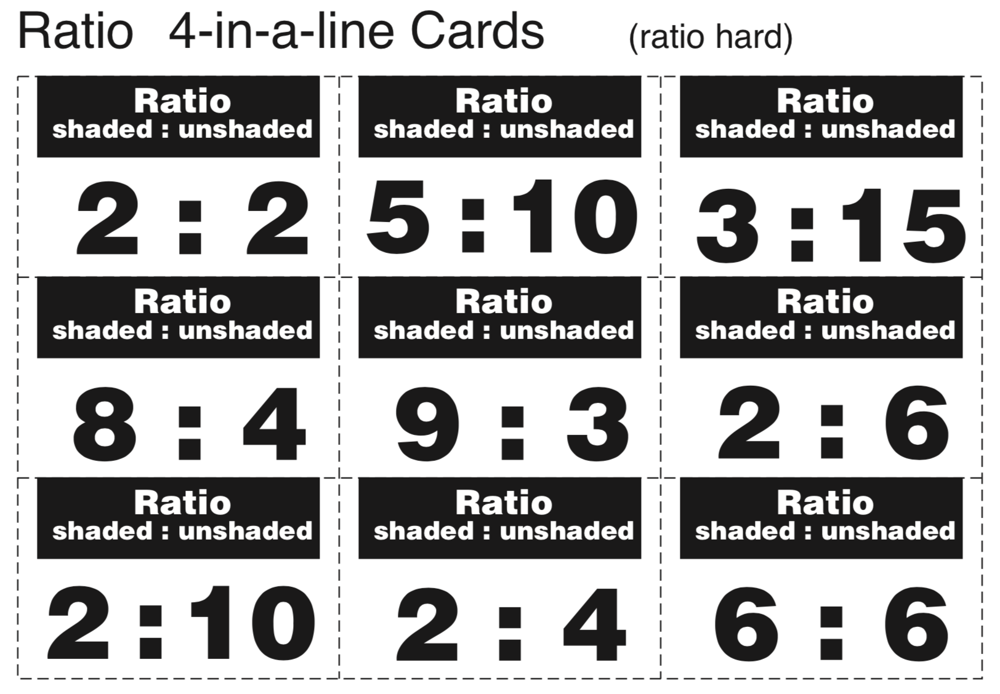 Ratio 4-in-a-line Cards (ratio hard)
Ratio
shaded : unshaded
2 : 2
Ratio
shaded : unshaded
5 : 10
Ratio
shaded : unshaded
3 : 15
Ratio
shaded : unshaded
8 : 4
Ratio
shaded : unshaded
9 : 3
Ratio
shaded : unshaded
2 : 6
Ratio
shaded : unshaded
2 : 10
Ratio
shaded : unshaded
2 : 4
Ratio
shaded : unshaded
6 : 6